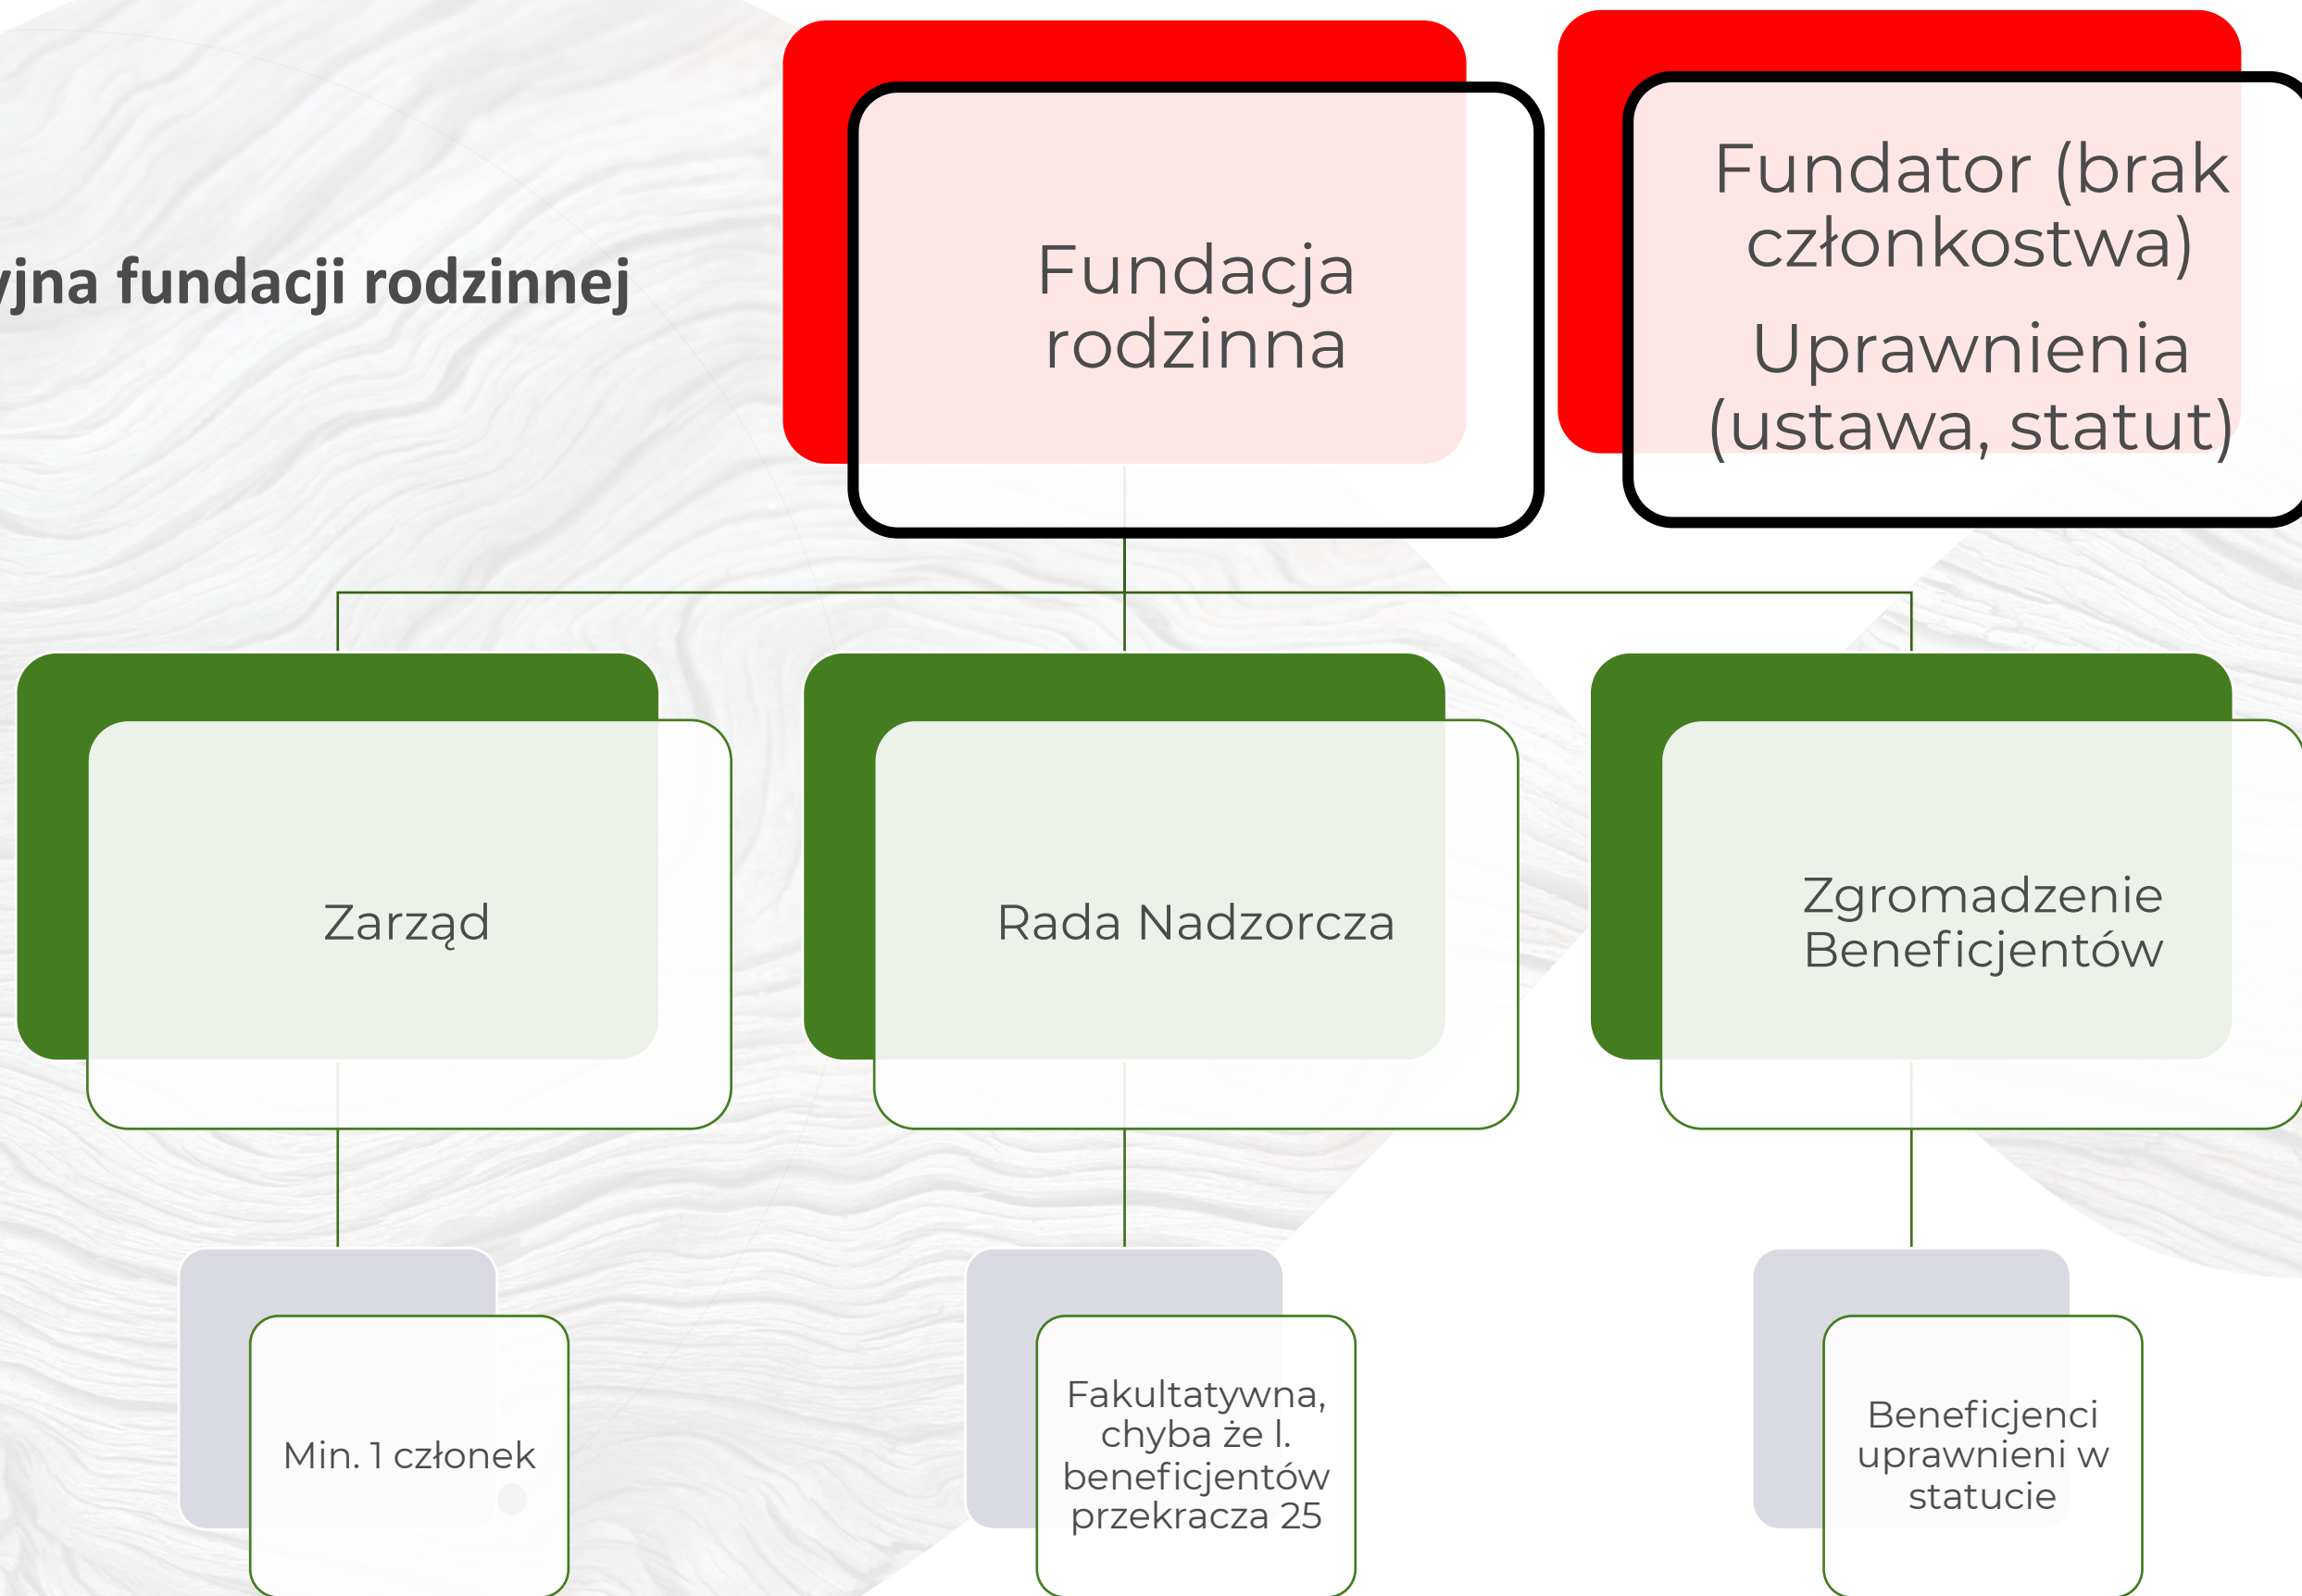 jna fundacji rodzinnej
Fundacja
rodzinna
Fundator (brak
członkostwa)
Uprawnienia
(ustawa, statut)
Zarząd
Rada Nadzorcza
Zgromadzenie
Beneficjentów
Min. 1 członek
Fakultatywna,
chyba że l.
beneficjentów
przekracza 25
Beneficjenci
uprawnieni w
statucie